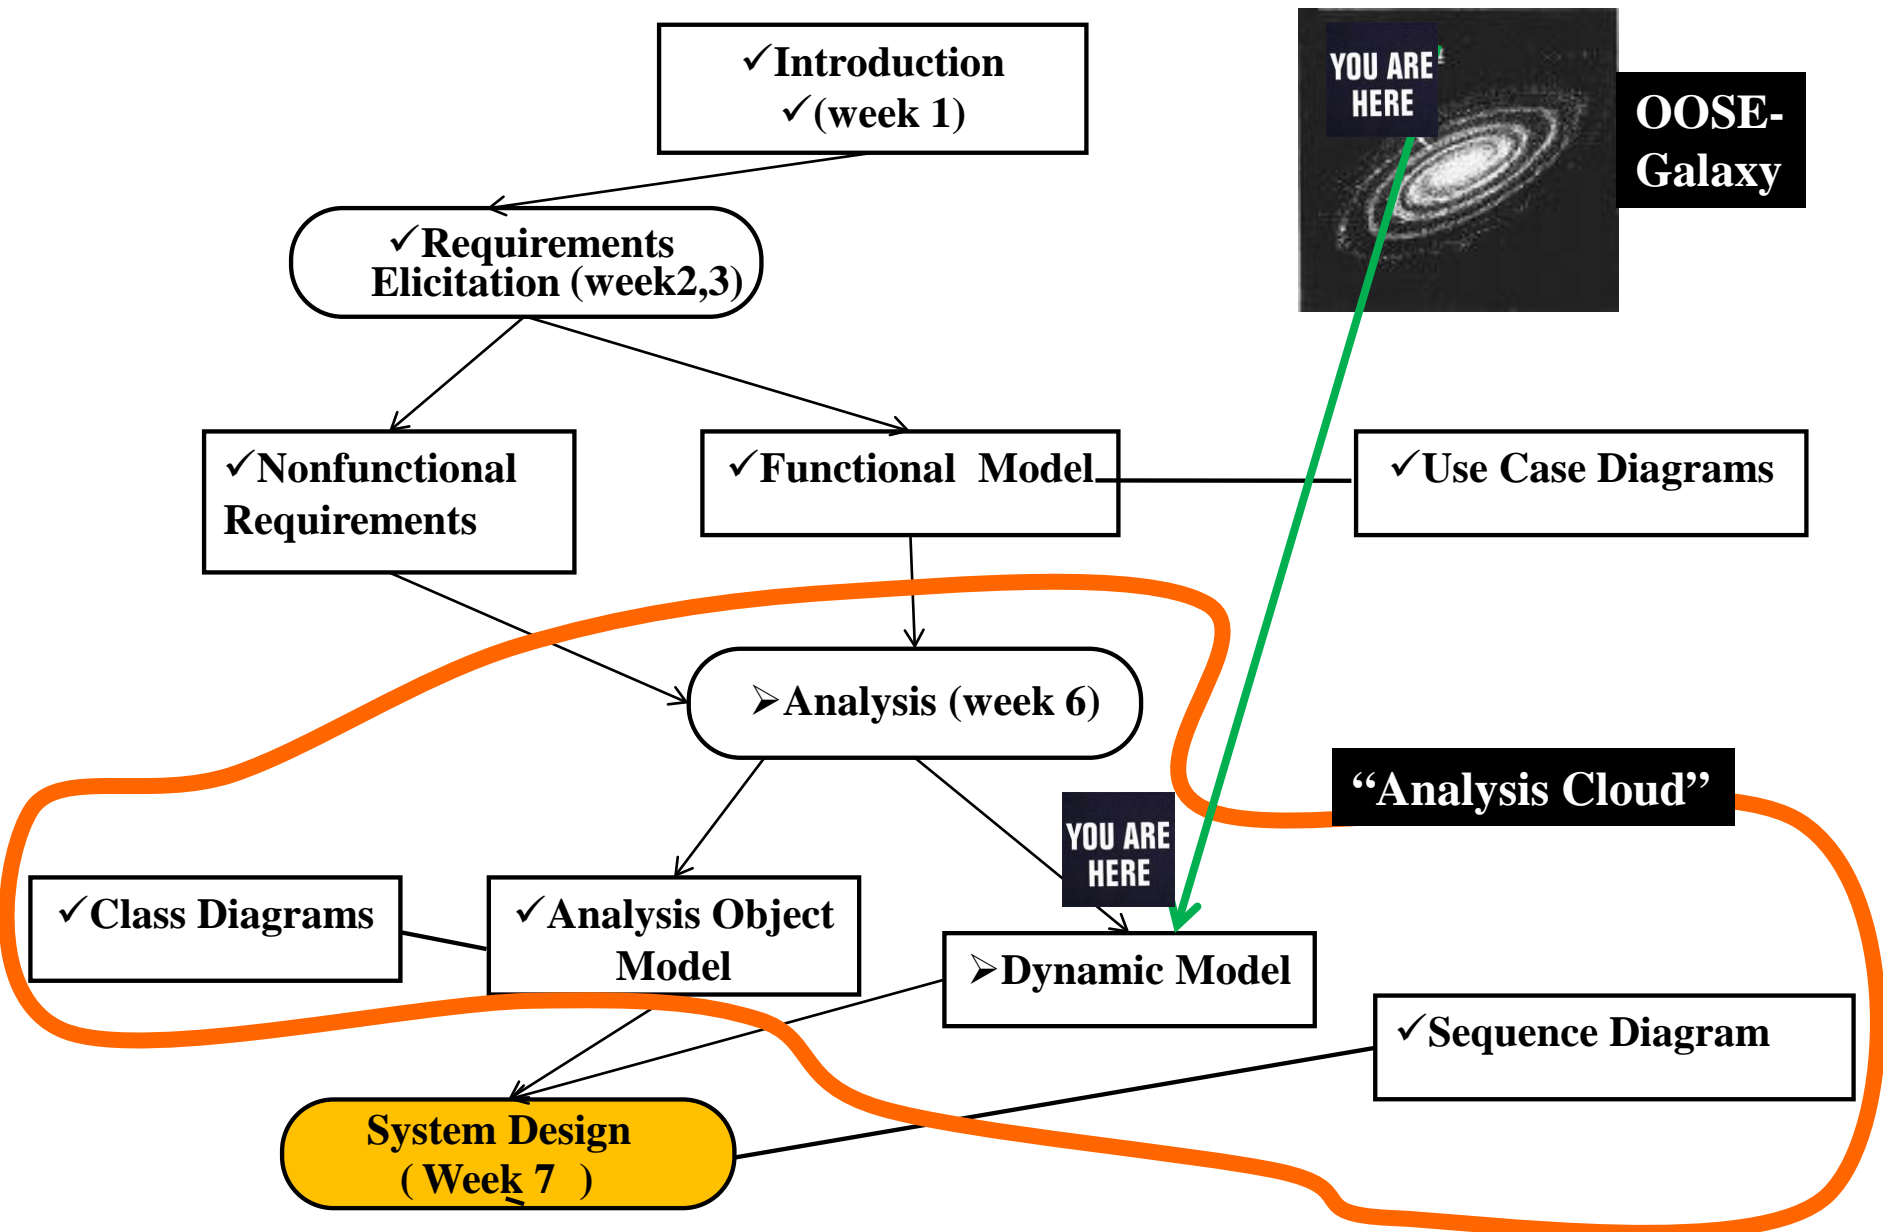 ✓Introduction
✓(week 1)
YOU ARE
HERE
OOSE-
Galaxy
✓Requirements
Elicitation (week2,3)
✓Nonfunctional
Requirements
✓Functional  Model
✓Use Case Diagrams
➢Analysis (week 6)
“Analysis Cloud”
YOU ARE
HERE
✓Class Diagrams
✓Analysis Object
Model
➢Dynamic Model
✓Sequence Diagram
System Design
( Week 7  )